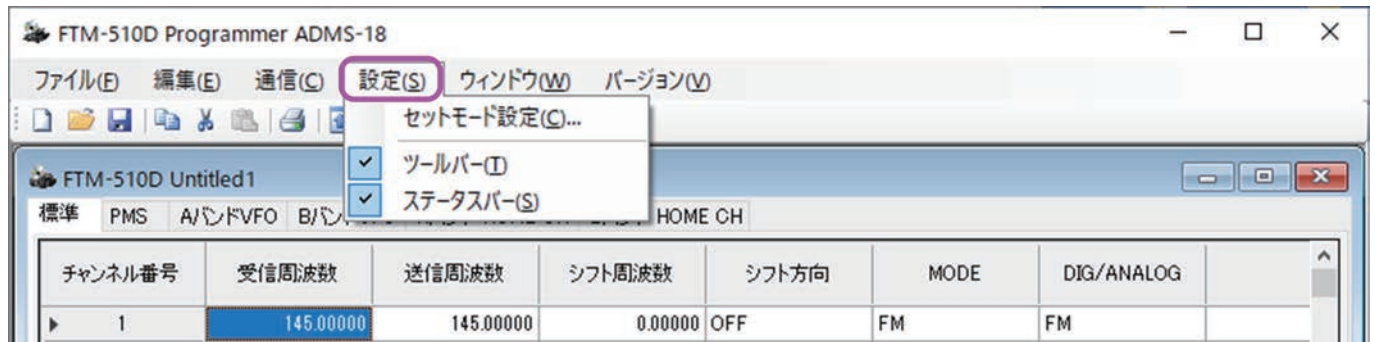 FTM-510D Programmer ADMS-18
ファイル(F) 編集(E) 通信(C) 設定(S) ウィンドウ(W) バージョン(V)
セットモード設定(C)...
ツールバー(T)
ステータスバー(S)
FTM-510D Untitled1
標準 PMS AバンドVFO HOME CH
チャンネル番号 受信周波数 送信周波数 シフト周波数 シフト方向 MODE DIG/ANALOG
1 145.00000 145.00000 0.00000 OFF FM FM